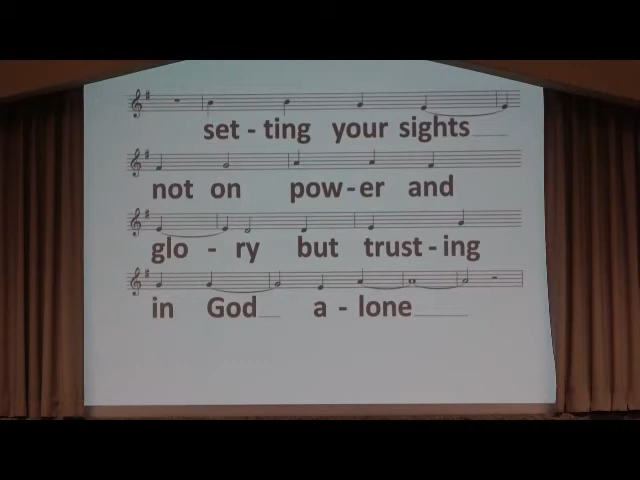 set - ting your sights
not on pow - er and
glo - ry but trust - ing
in God a - lone